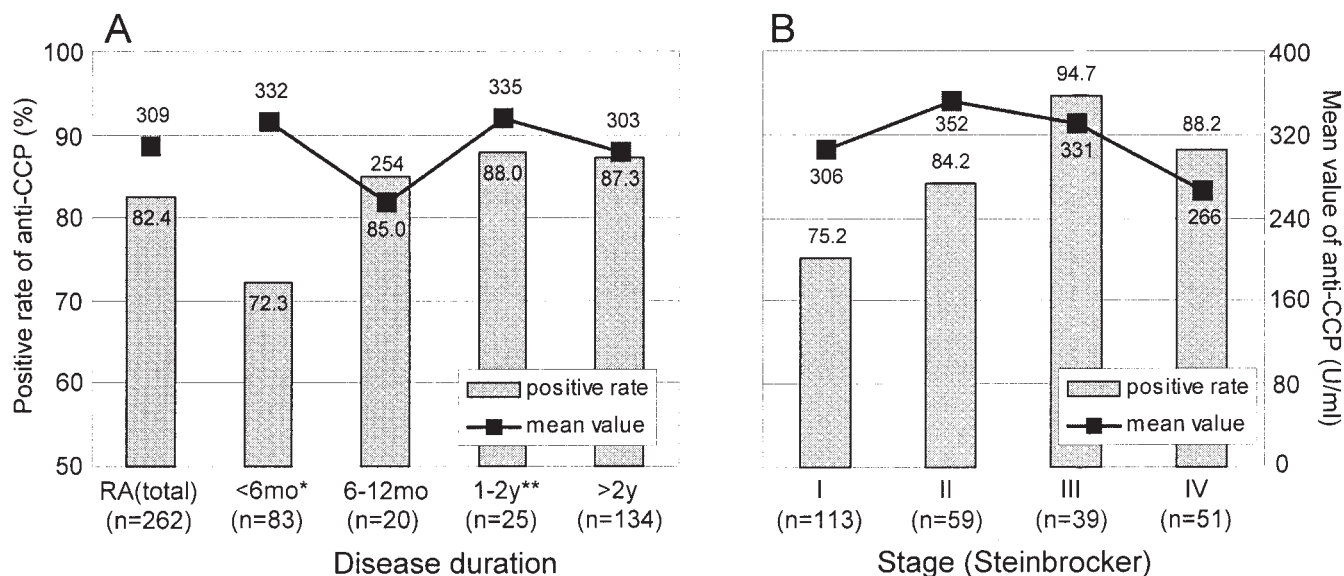 A
Positive rate of anti-CCP (%)
100
90
80
70
60
50
309
332
254
335
303
82.4
72.3
85.0
88.0
87.3
positive rate
mean value
RA(total) <6mo* 6-12mo 1-2y** >2y
(n=262) (n=83) (n=20) (n=25) (n=134)
Disease duration
B
306
352
331
266
75.2
84.2
94.7
88.2
positive rate
mean value
400
320
240
160
80
0
Mean value of anti-CCP (U/ml)
I II III IV
(n=113) (n=59) (n=39) (n=51)
Stage (Steinbrocker)